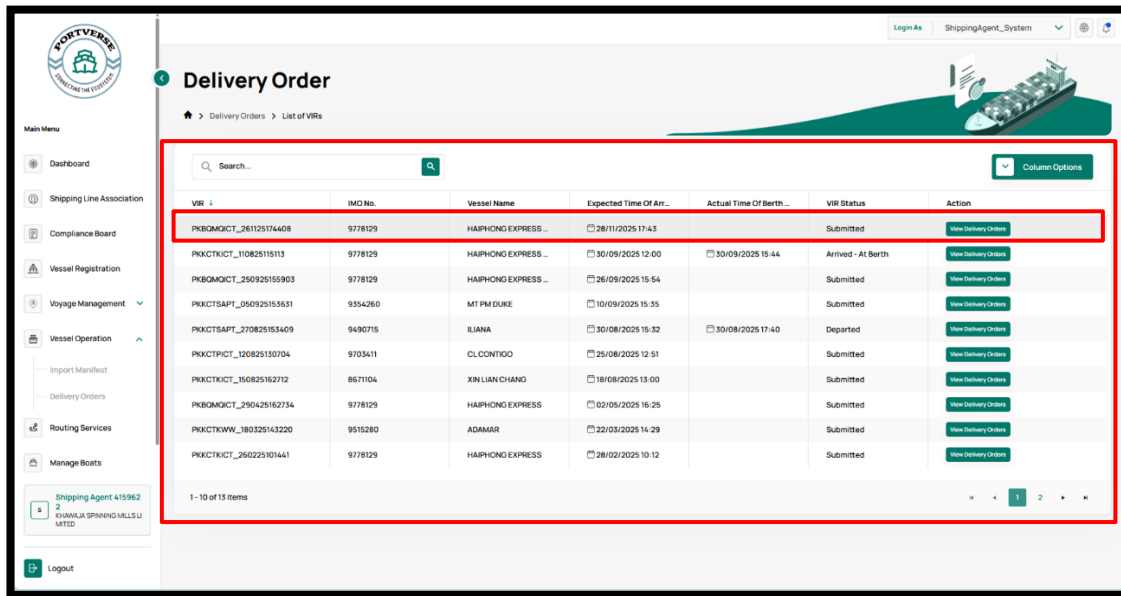 PORTVERSE
CONNECTING THE ECOSYSTEM
Login As ShippingAgent_System
Delivery Order
Delivery Orders > List of VIRs
Main Menu
Dashboard
Shipping Line Association
Compliance Board
Vessel Registration
Voyage Management
Vessel Operation
Import Manifest
Delivery Orders
Routing Services
Manage Boats
S
Shipping Agent 415962
2
KHAWAJA SPINNING MILLS LI
MITED
Logout
Search...
Column Options
VIR ↓ IMO No. Vessel Name Expected Time Of Arr... Actual Time Of Berth ... VIR Status Action
PKBQMQICT_261125174408 9778129 HAIPHONG EXPRESS ... 28/11/2025 17:43 Submitted View Delivery Orders
PKKCTKICT_110825115113 9778129 HAIPHONG EXPRESS ... 30/09/2025 12:00 30/09/2025 15:44 Arrived - At Berth View Delivery Orders
PKBQMQICT_250925155903 9778129 HAIPHONG EXPRESS ... 26/09/2025 15:54 Submitted View Delivery Orders
PKKCTSAPT_050925153631 9354260 MT PM DUKE 10/09/2025 15:35 Submitted View Delivery Orders
PKKCTSAPT_270825153409 9490715 ILIANA 30/08/2025 15:32 30/08/2025 17:40 Departed View Delivery Orders
PKKCTPICT_120825130704 9703411 CL CONTIGO 25/08/2025 12:51 Submitted View Delivery Orders
PKKCTKICT_150825162712 8671104 XIN LIAN CHANG 18/08/2025 13:00 Submitted View Delivery Orders
PKBQMQICT_290425162734 9778129 HAIPHONG EXPRESS 02/05/2025 16:25 Submitted View Delivery Orders
PKKCTKWW_180325143220 9515280 ADAMAR 22/03/2025 14:29 Submitted View Delivery Orders
PKKCTKICT_260225101441 9778129 HAIPHONG EXPRESS 28/02/2025 10:12 Submitted View Delivery Orders
1 - 10 of 13 items 1 2